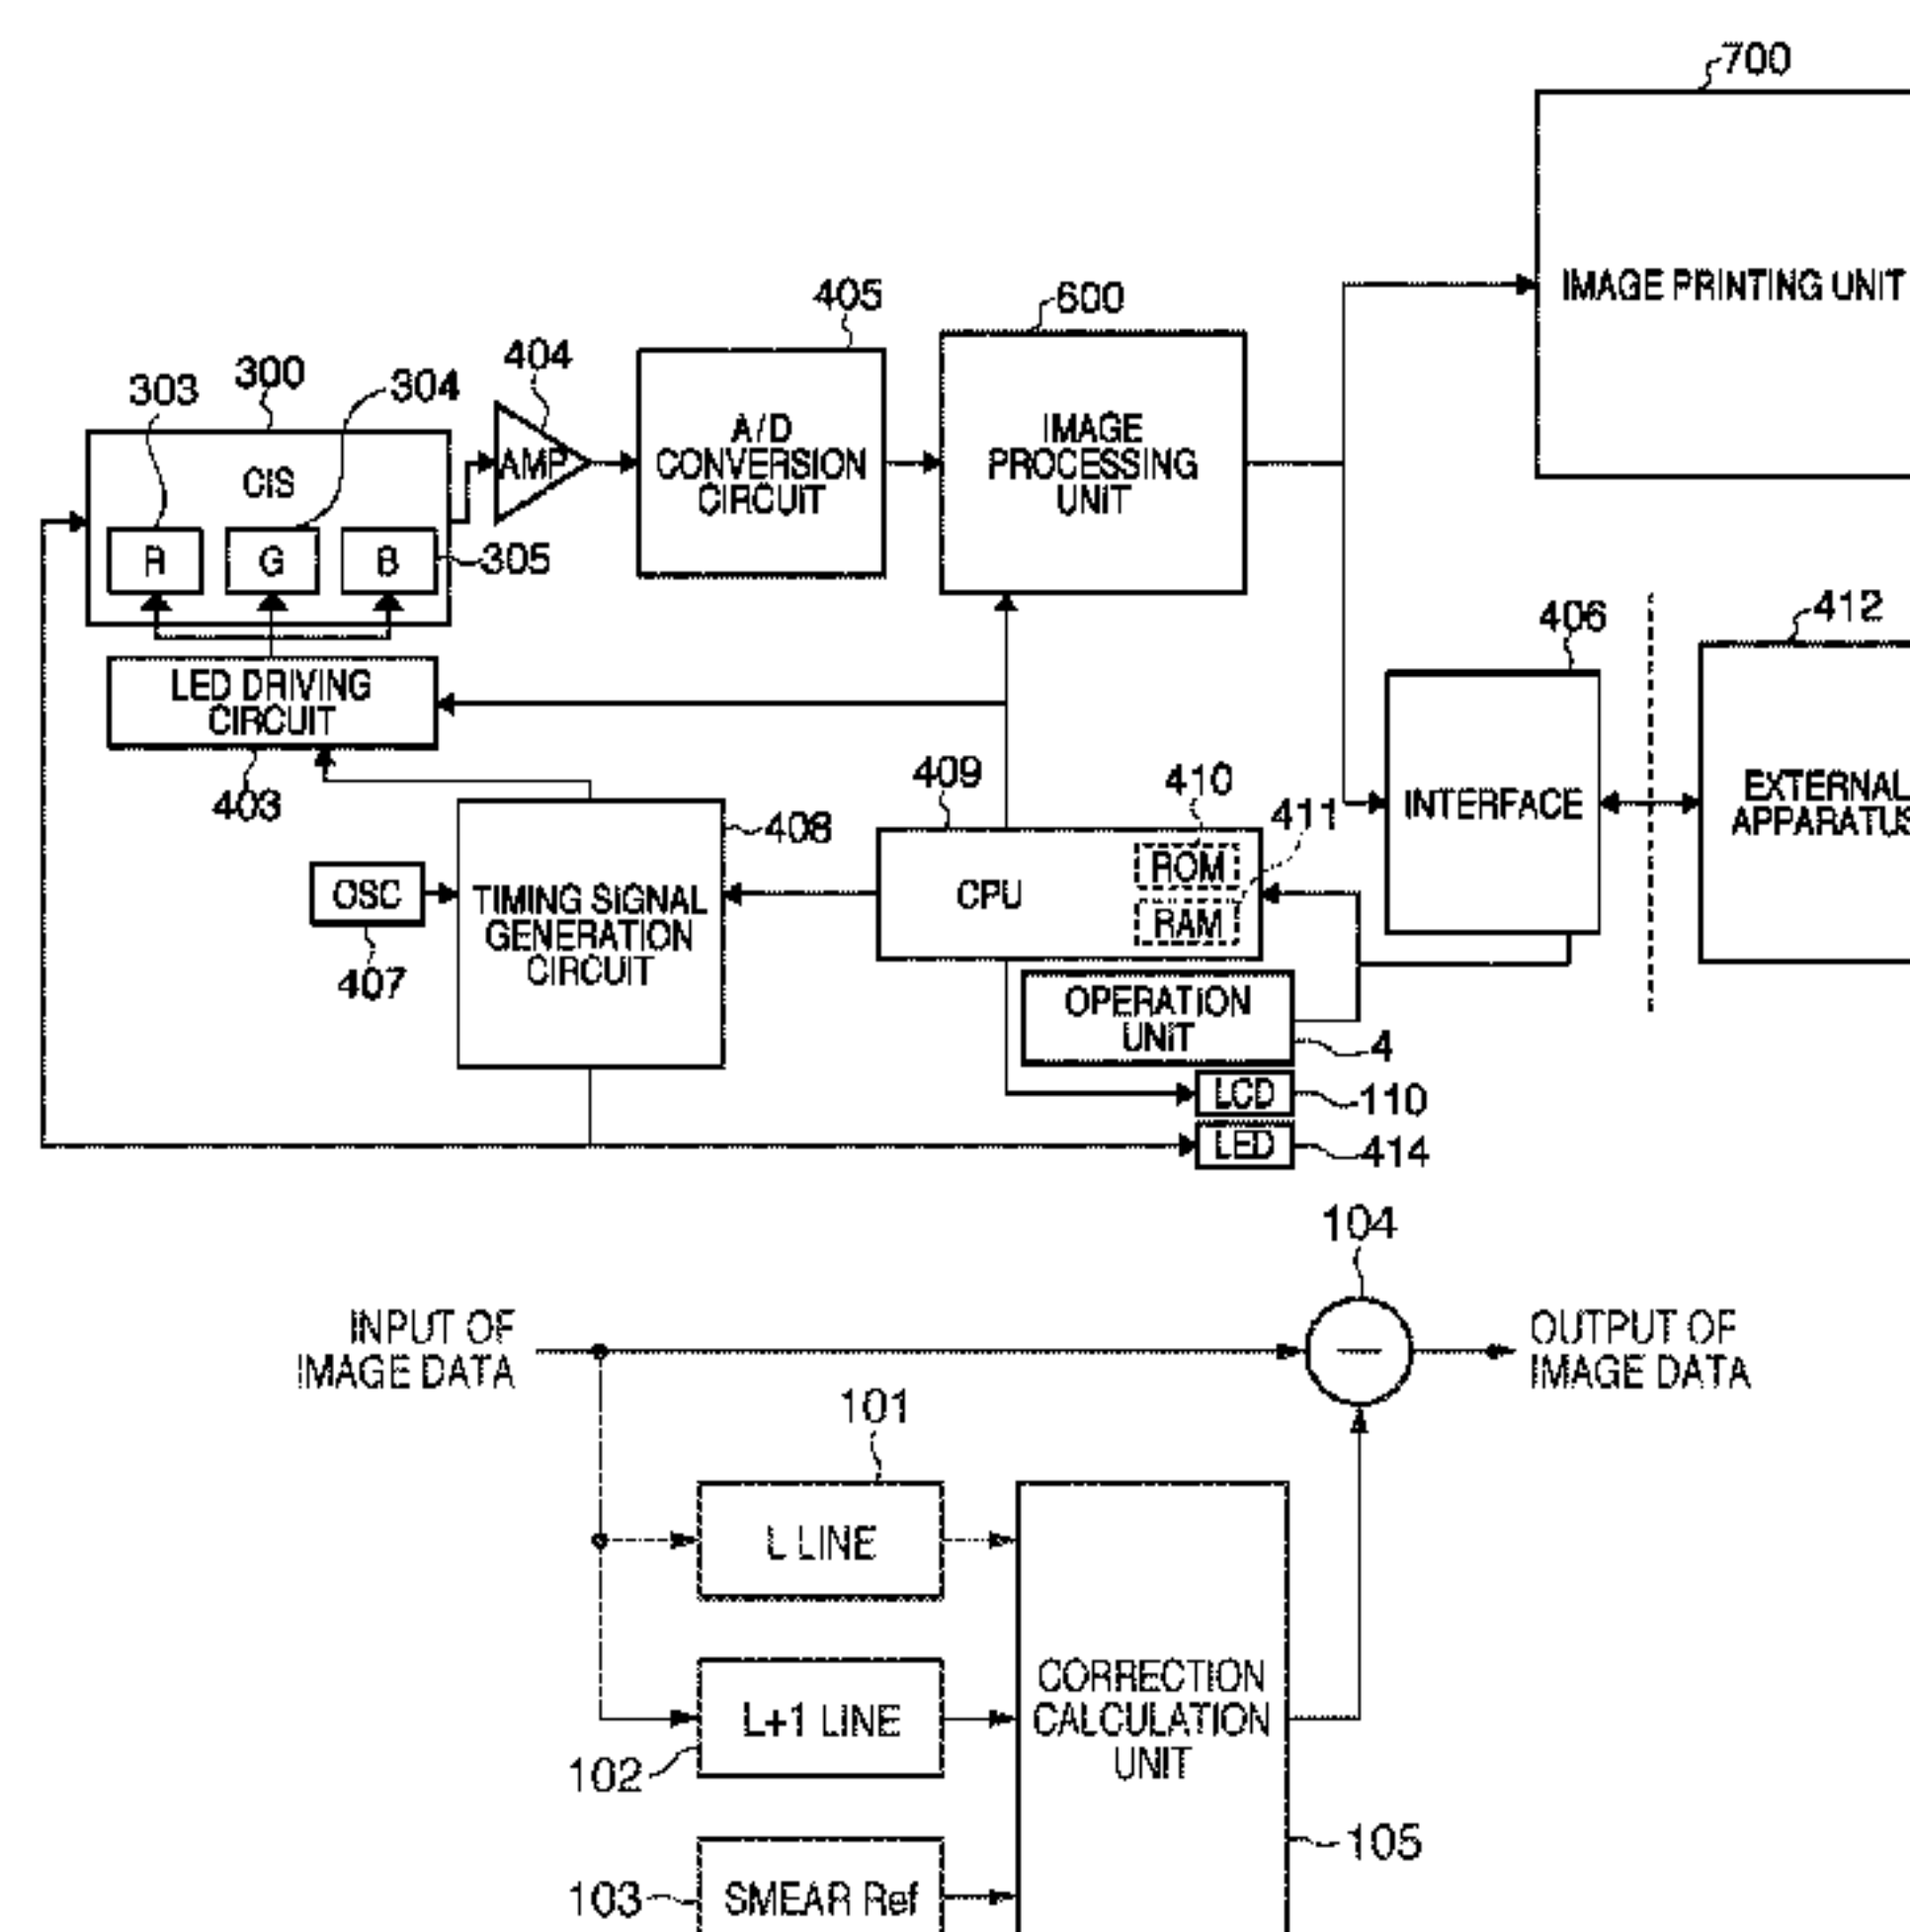 700
IMAGE PRINTING UNIT
405
600
404
300
303
304
A/D
CONVERSION
CIRCUIT
IMAGE
PROCESSING
UNIT
AMP
CIS
R
G
B
305
412
406
LED DRIVING
CIRCUIT
403
409
410
411
408
EXTERNAL
APPARATUS
INTERFACE
ROM
CPU
RAM
OSC
407
TIMING SIGNAL
GENERATION
CIRCUIT
OPERATION
UNIT
4
LCD
110
LED
414
104
INPUT OF
IMAGE DATA
OUTPUT OF
IMAGE DATA
101
L LINE
L+1 LINE
102
CORRECTION
CALCULATION
UNIT
105
103
SMEAR Ref